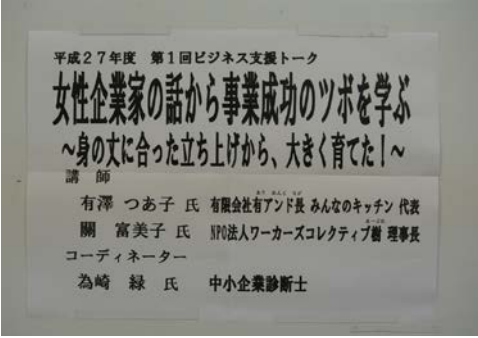 平成27年度 第1回ビジネス支援トーク
女性企業家の話から事業成功のツボを学ぶ
~身の丈に合った立ち上げから、大きく育てた!~
講 師
有澤 つあ子 氏 有限会社有アンド長 みんなのキッチン 代表
關 富美子 氏 NPO法人ワーカーズコレクティブ樹 理事長
コーディネーター
為崎 緑 氏 中小企業診断士